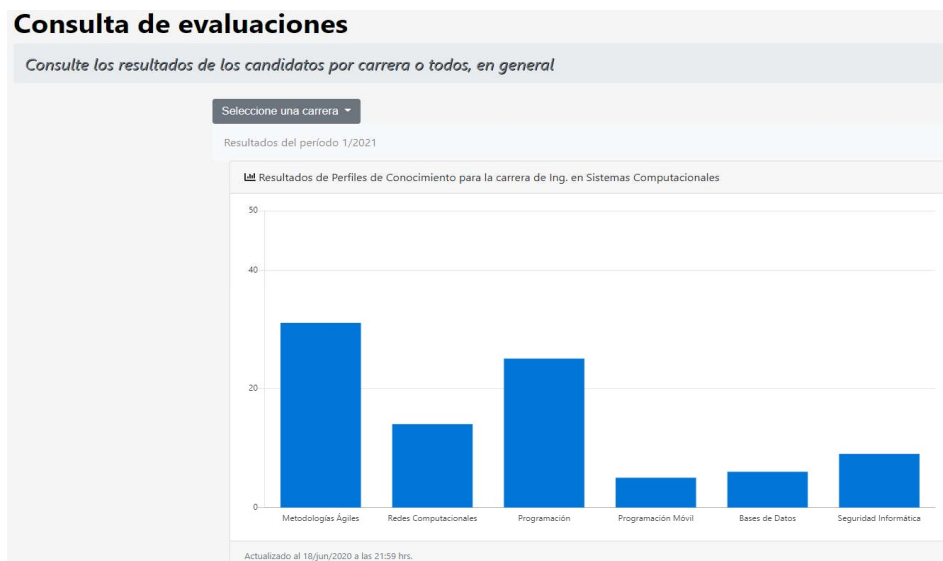 Consulta de evaluaciones
Consulte los resultados de los candidatos por carrera o todos, en general
Seleccione una carrera
Resultados del período 1/2021
Resultados de Perfiles de Conocimiento para la carrera de Ing. en Sistemas Computacionales
50
40
20
0
Metodologías Ágiles Redes Computacionales Programación Programación Móvil Bases de Datos Seguridad Informática
Actualizado al 18/jun/2020 a las 21:59 hrs.